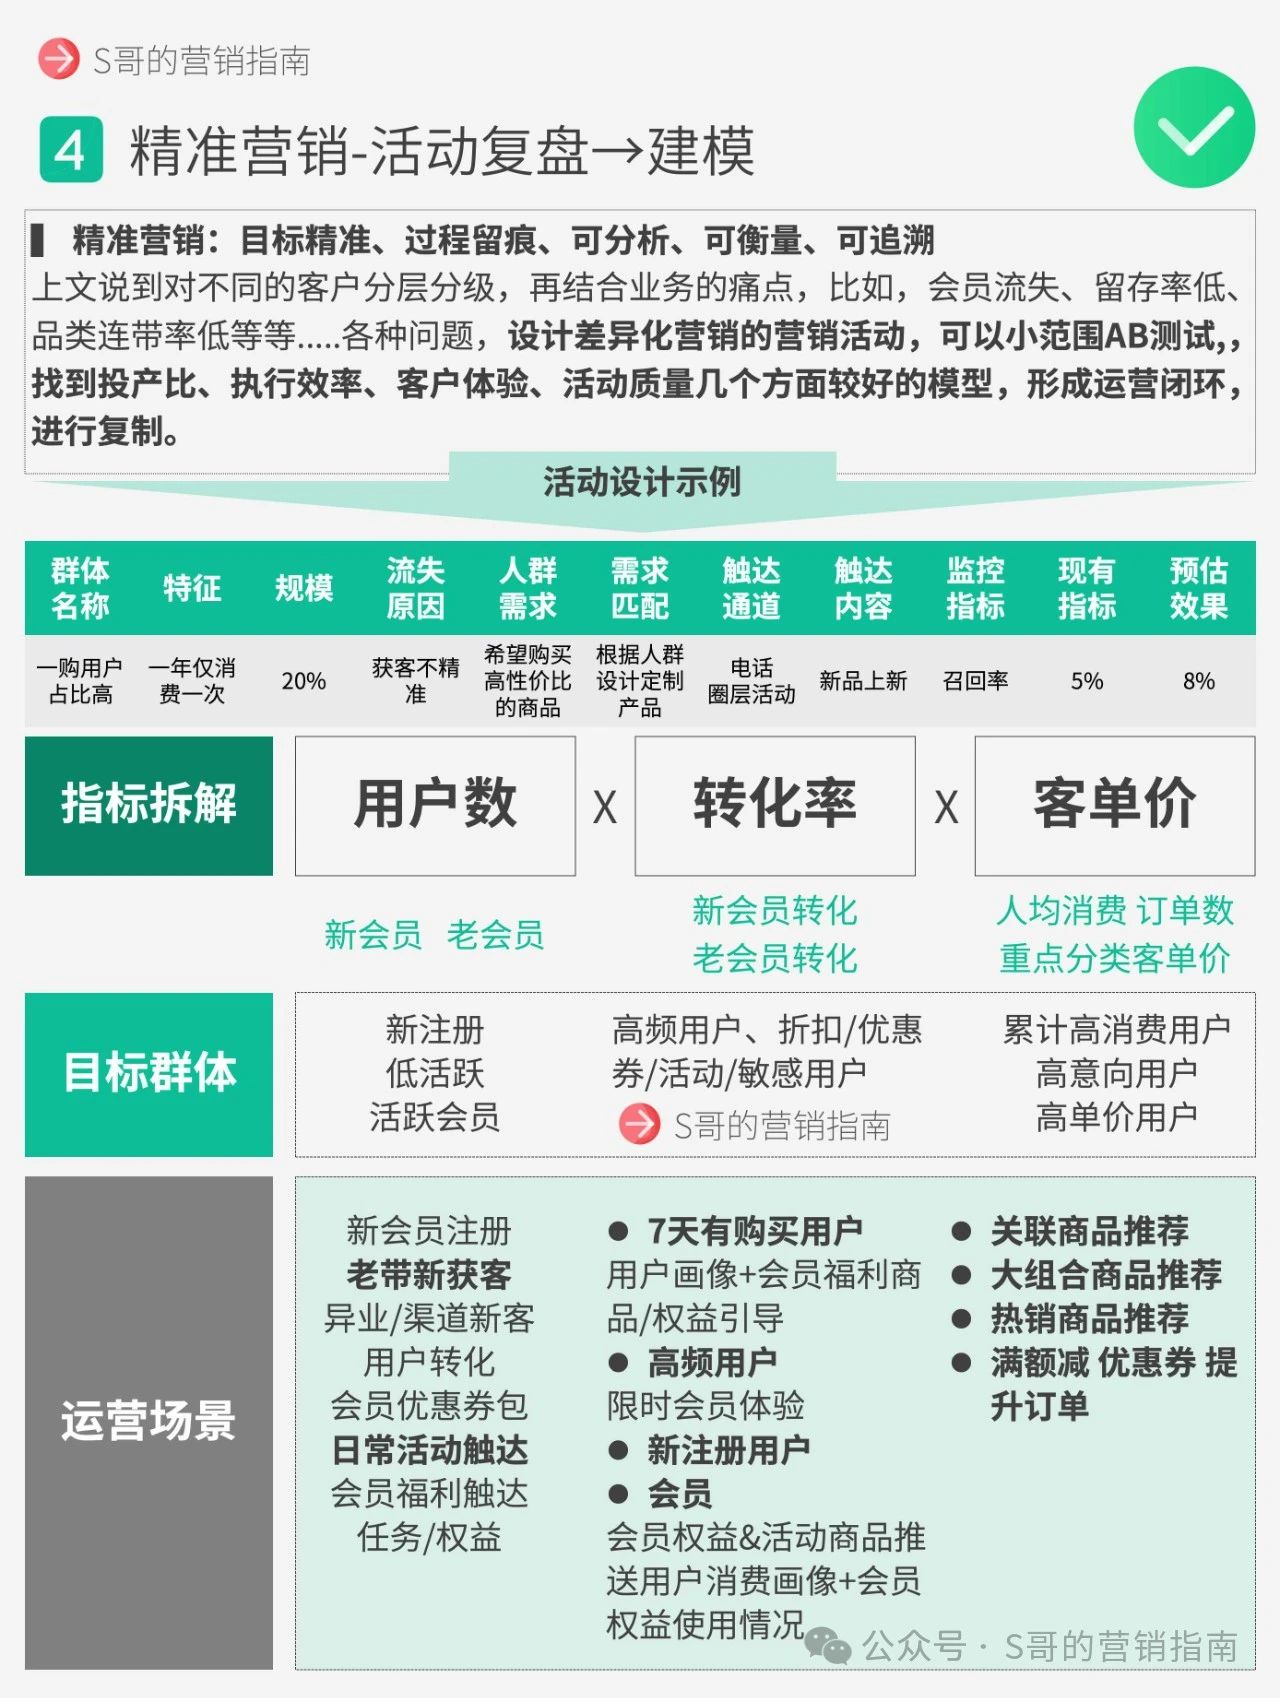 S哥的营销指南
4 精准营销-活动复盘→建模
精准营销：目标精准、过程留痕、可分析、可衡量、可追溯
上文说到对不同的客户分层分级，再结合业务的痛点，比如，会员流失、留存率低、
品类连带率低等等.....各种问题，设计差异化营销的营销活动，可以小范围AB测试,，
找到投产比、执行效率、客户体验、活动质量几个方面较好的模型，形成运营闭环，
进行复制。
活动设计示例
群体名称 特征 规模 流失原因 人群需求 需求匹配 触达通道 触达内容 监控指标 现有指标 预估效果
一购用户占比高 一年仅消费一次 20% 获客不精准 希望购买高性价比的商品 根据人群设计定制产品 电话圈层活动 新品上新 召回率 5% 8%
指标拆解 用户数 X 转化率 X 客单价
新会员 老会员
新会员转化
老会员转化
人均消费 订单数
重点分类客单价
目标群体
新注册
低活跃
活跃会员
高频用户、折扣/优惠
券/活动/敏感用户
S哥的营销指南
累计高消费用户
高意向用户
高单价用户
运营场景
新会员注册
老带新获客
异业/渠道新客
用户转化
会员优惠券包
日常活动触达
会员福利触达
任务/权益
● 7天有购买用户
用户画像+会员福利商
品/权益引导
● 高频用户
限时会员体验
● 新注册用户
● 会员
会员权益&活动商品推
送用户消费画像+会员
权益使用情况
● 关联商品推荐
● 大组合商品推荐
● 热销商品推荐
● 满额减 优惠券 提
升订单
公众号 · S哥的营销指南